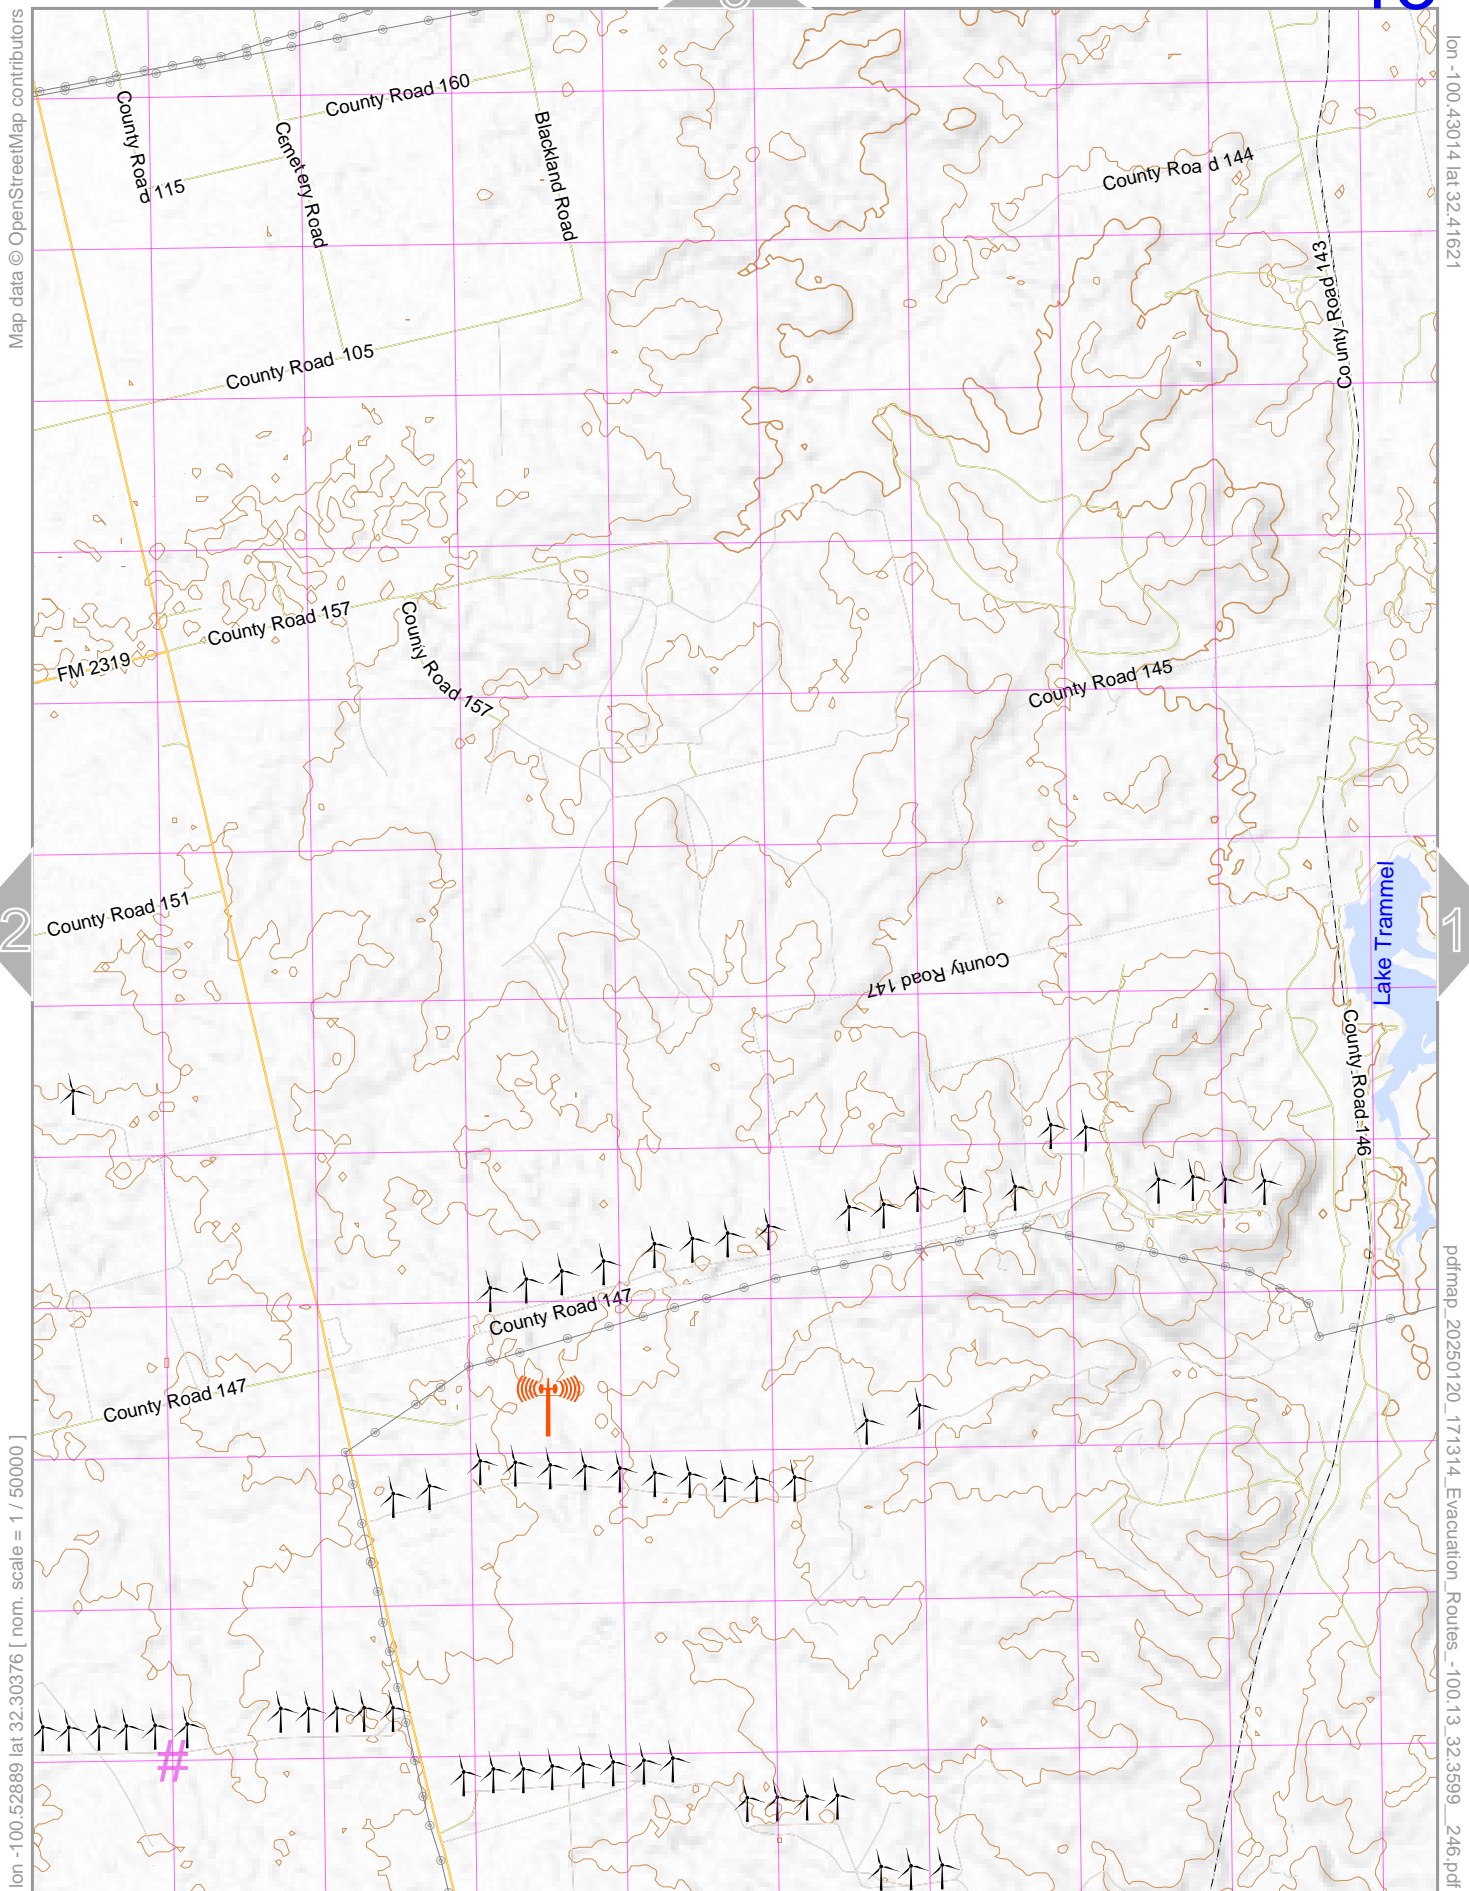 Map data © OpenStreetMap contributors
lon -100.43014 lat 32.41621
County Road 160
County Road 115
Cemetery Road
Blackland Road
County Road 144
County Road 143
County Road 105
County Road 157
FM 2319
County Road 157
County Road 145
County Road 151
2
1
Lake Trammel
County Road 147
County Road 146
County Road 147
County Road 147
#
lon -100.52889 lat 32.30376 [ nom. scale = 1 / 50000 ]
pdfmap_20250120_171314_Evacuation_Routes_-100.13_32.3599__246.pdf